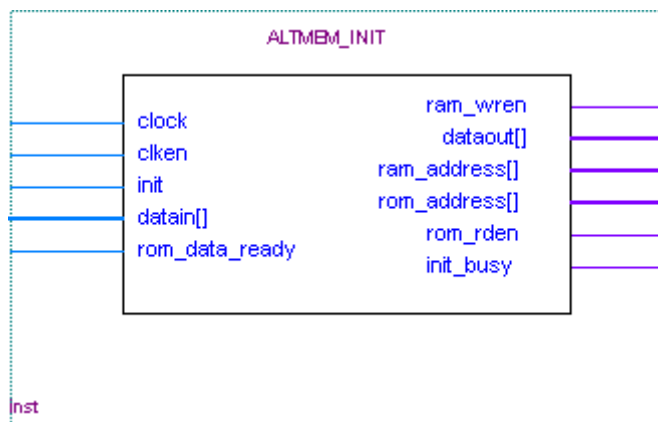 ALTMEM_INIT
clock
clken
init
datain[]
rom_data_ready
ram_wren
dataout[]
ram_address[]
rom_address[]
rom_rden
init_busy
inst